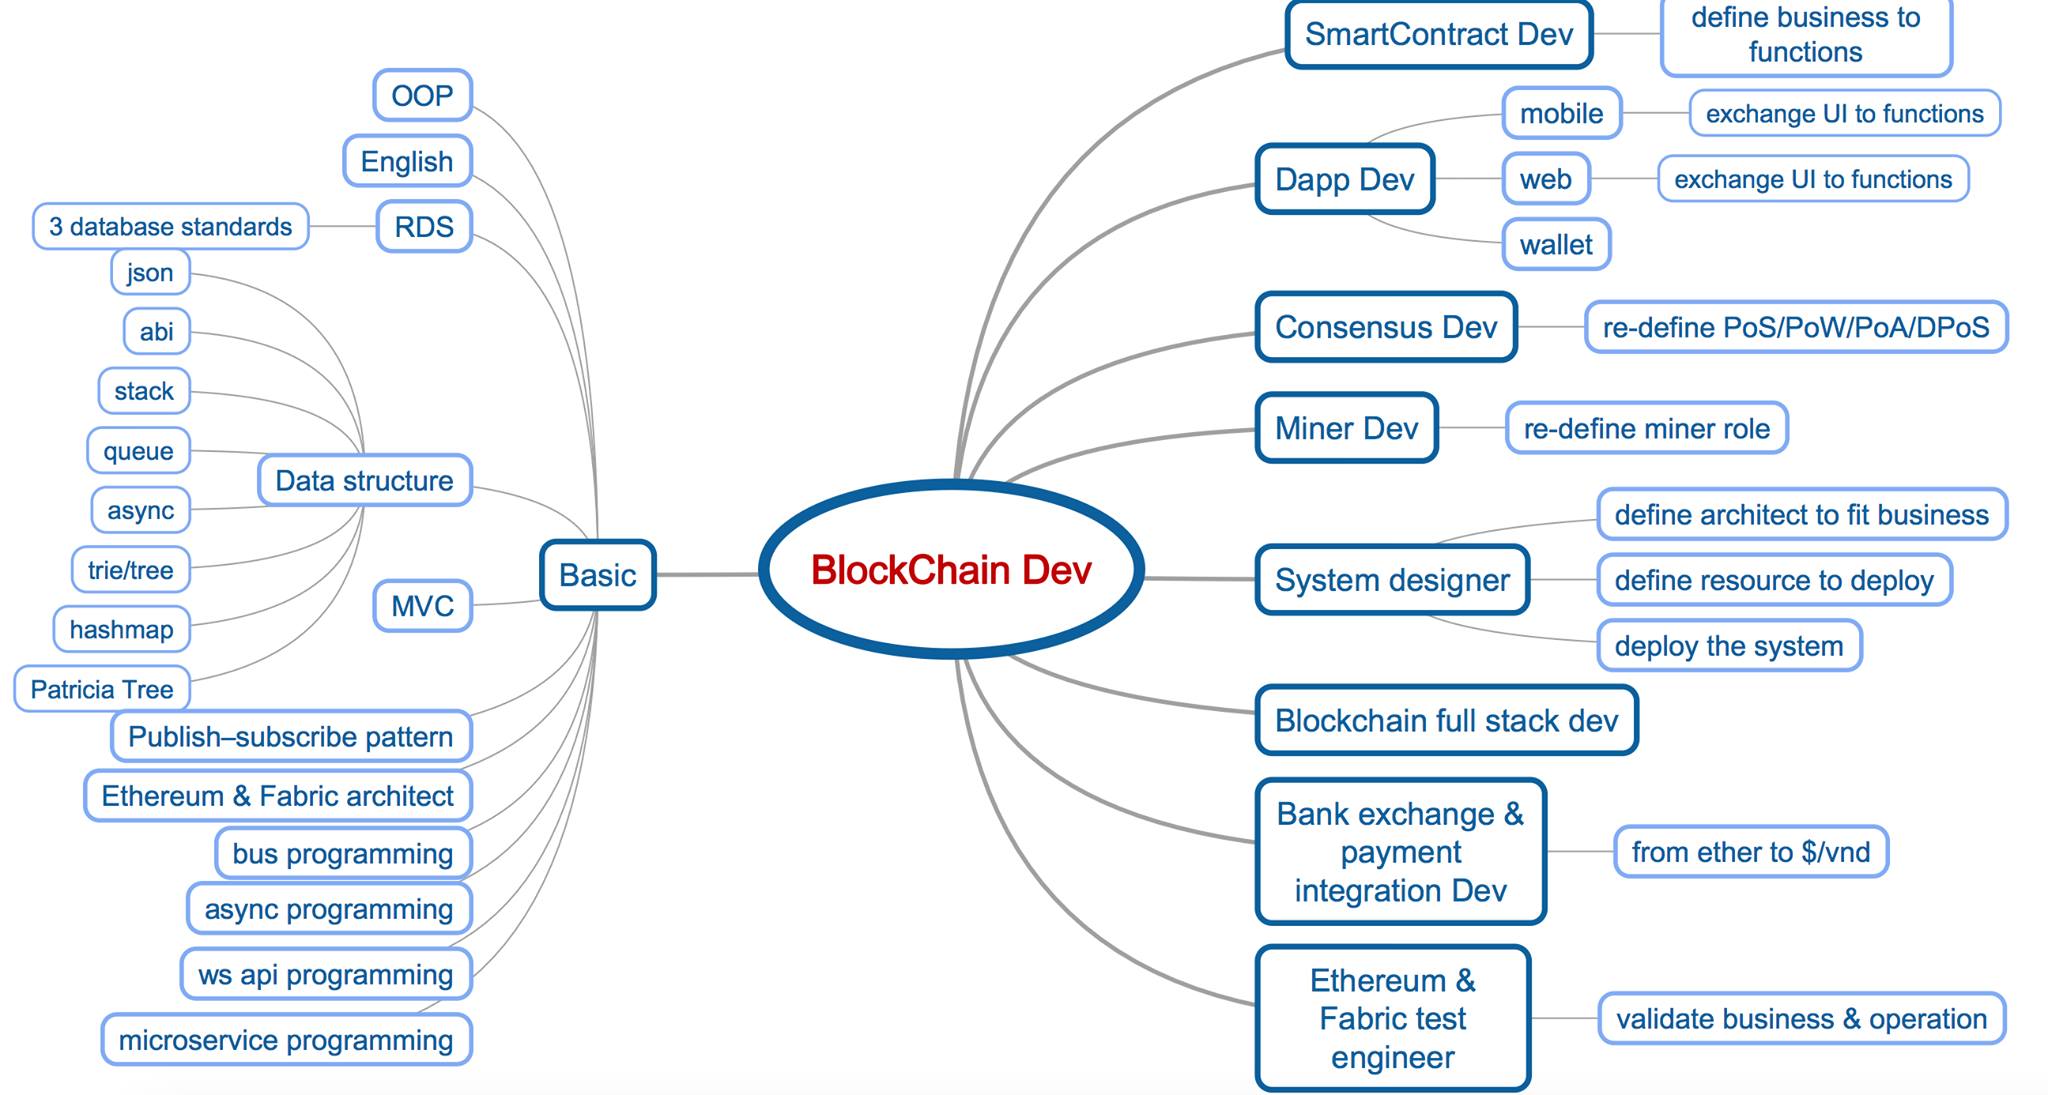 BlockChain Dev
Basic
OOP
English
RDS
3 database standards
Data structure
json
abi
stack
queue
async
trie/tree
hashmap
Patricia Tree
MVC
Publish–subscribe pattern
Ethereum & Fabric architect
bus programming
async programming
ws api programming
microservice programming
SmartContract Dev
define business to
functions
Dapp Dev
mobile
exchange UI to functions
web
exchange UI to functions
wallet
Consensus Dev
re-define PoS/PoW/PoA/DPoS
Miner Dev
re-define miner role
System designer
define architect to fit business
define resource to deploy
deploy the system
Blockchain full stack dev
Bank exchange &
payment
integration Dev
from ether to $/vnd
Ethereum &
Fabric test
engineer
validate business & operation